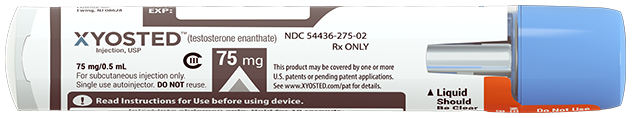 Ewing, NJ 08628
EXP:
XYOSTED™ (testosterone enanthate)
Injection, USP
NDC 54436-275-02
Rx ONLY
75 mg/0.5 mL
For subcutaneous injection only.
Single use autoinjector. DO NOT reuse.
CIII
75 mg
This product may be covered by one or more
U.S. patents or pending patent applications.
See www.XYOSTED.com/pat for details.
! Read Instructions for Use before using device.
▲ Liquid
Should
Be Clear
Do Not Use